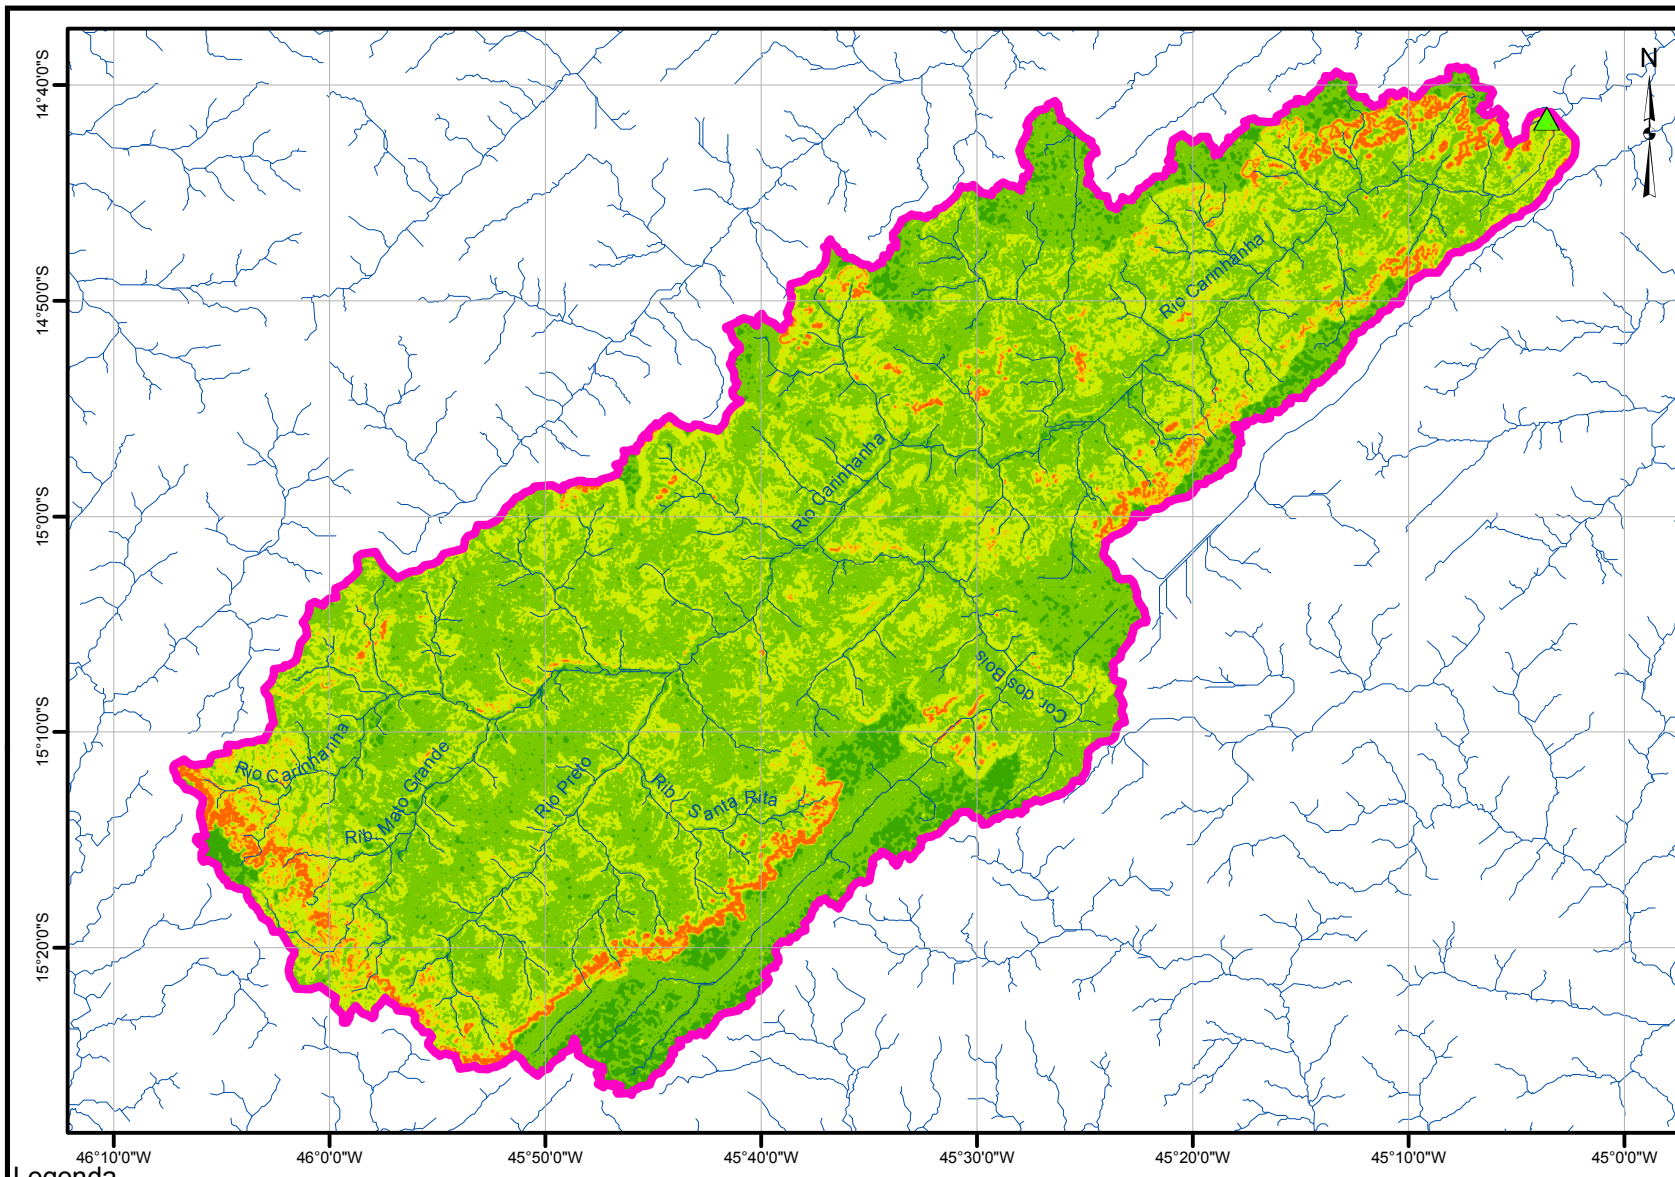 N
14°40'0"S
14°50'0"S
15°00'0"S
15°10'0"S
15°20'0"S
Rio Carinhanha
Rio Carinhanha
Cor. dos Bois
Rio Carinhanha
Rib. Mato Grande
Rio Preto
Rib. Santa Rita
46°10'0"W
46°0'0"W
45°50'0"W
45°40'0"W
45°30'0"W
45°20'0"W
45°10'0"W
45°0'0"W
Legenda